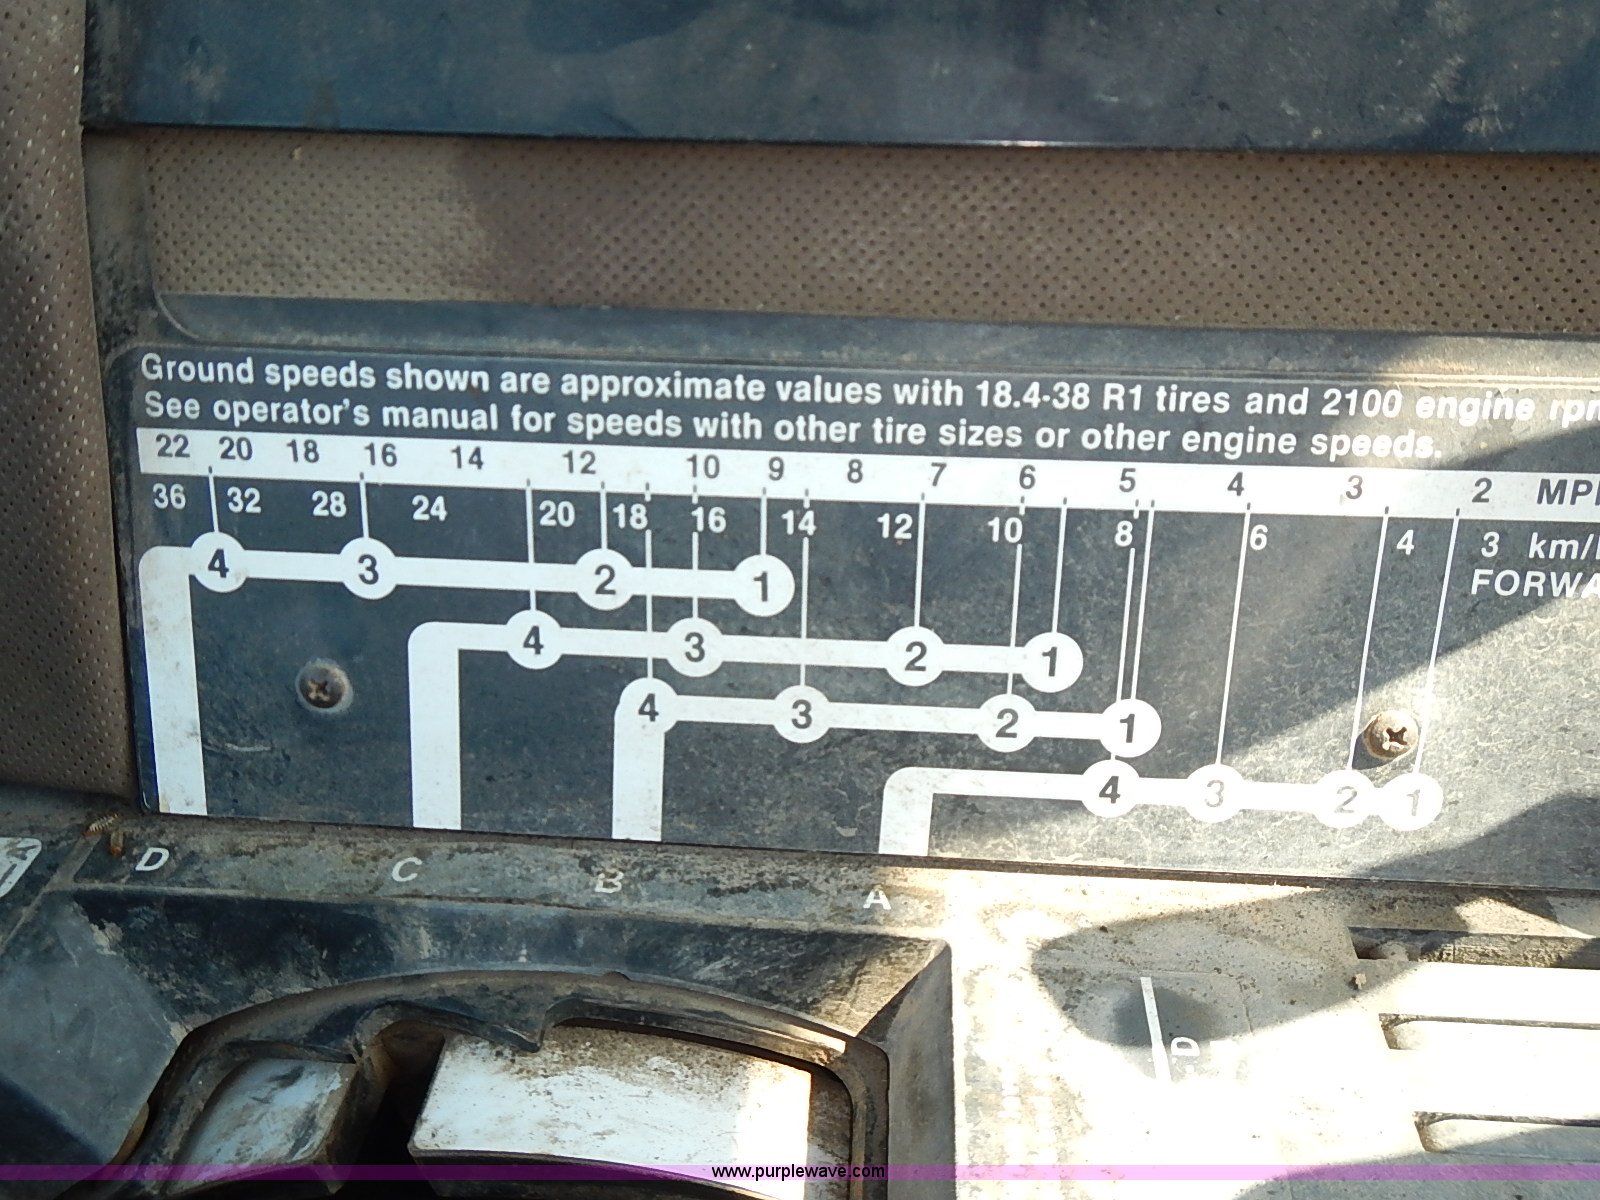 Ground speeds shown are approximate values with 18.4-38 R1 tires and 2100 engine
See operator's manual for speeds with other tire sizes or other engine speeds.
22 20 18 16 14 12 10 9 8 7 6 5 4 3 2
36 32 28 24 20 18 16 14 12 10 8 6 4 3
4 3 2 1
4 3 2 1
4 3 2 1
4 3 2 1
D C B A
www.purplewave.com